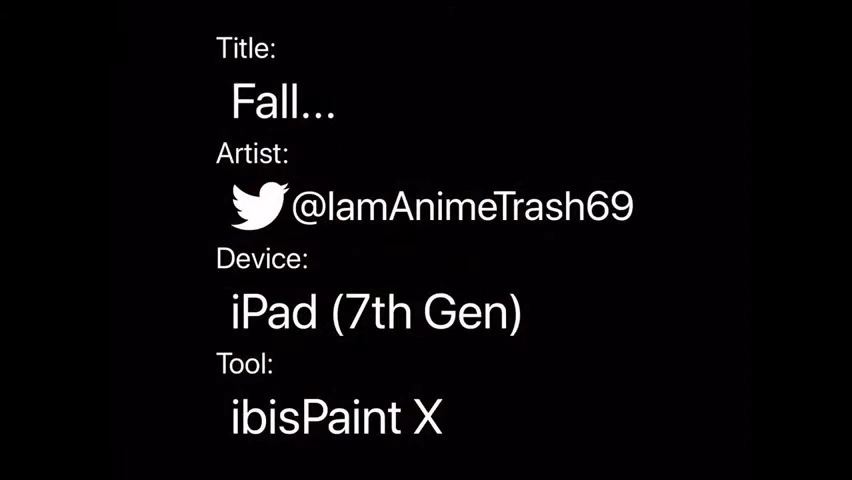 Title:
Fall...
Artist:
@IamAnimeTrash69
Device:
iPad (7th Gen)
Tool:
ibisPaint X